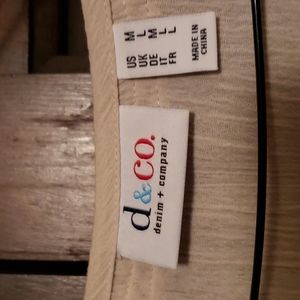 US M
UK L
DE M
IT L
FR L
MADE IN
CHINA
d&co.
denim + company